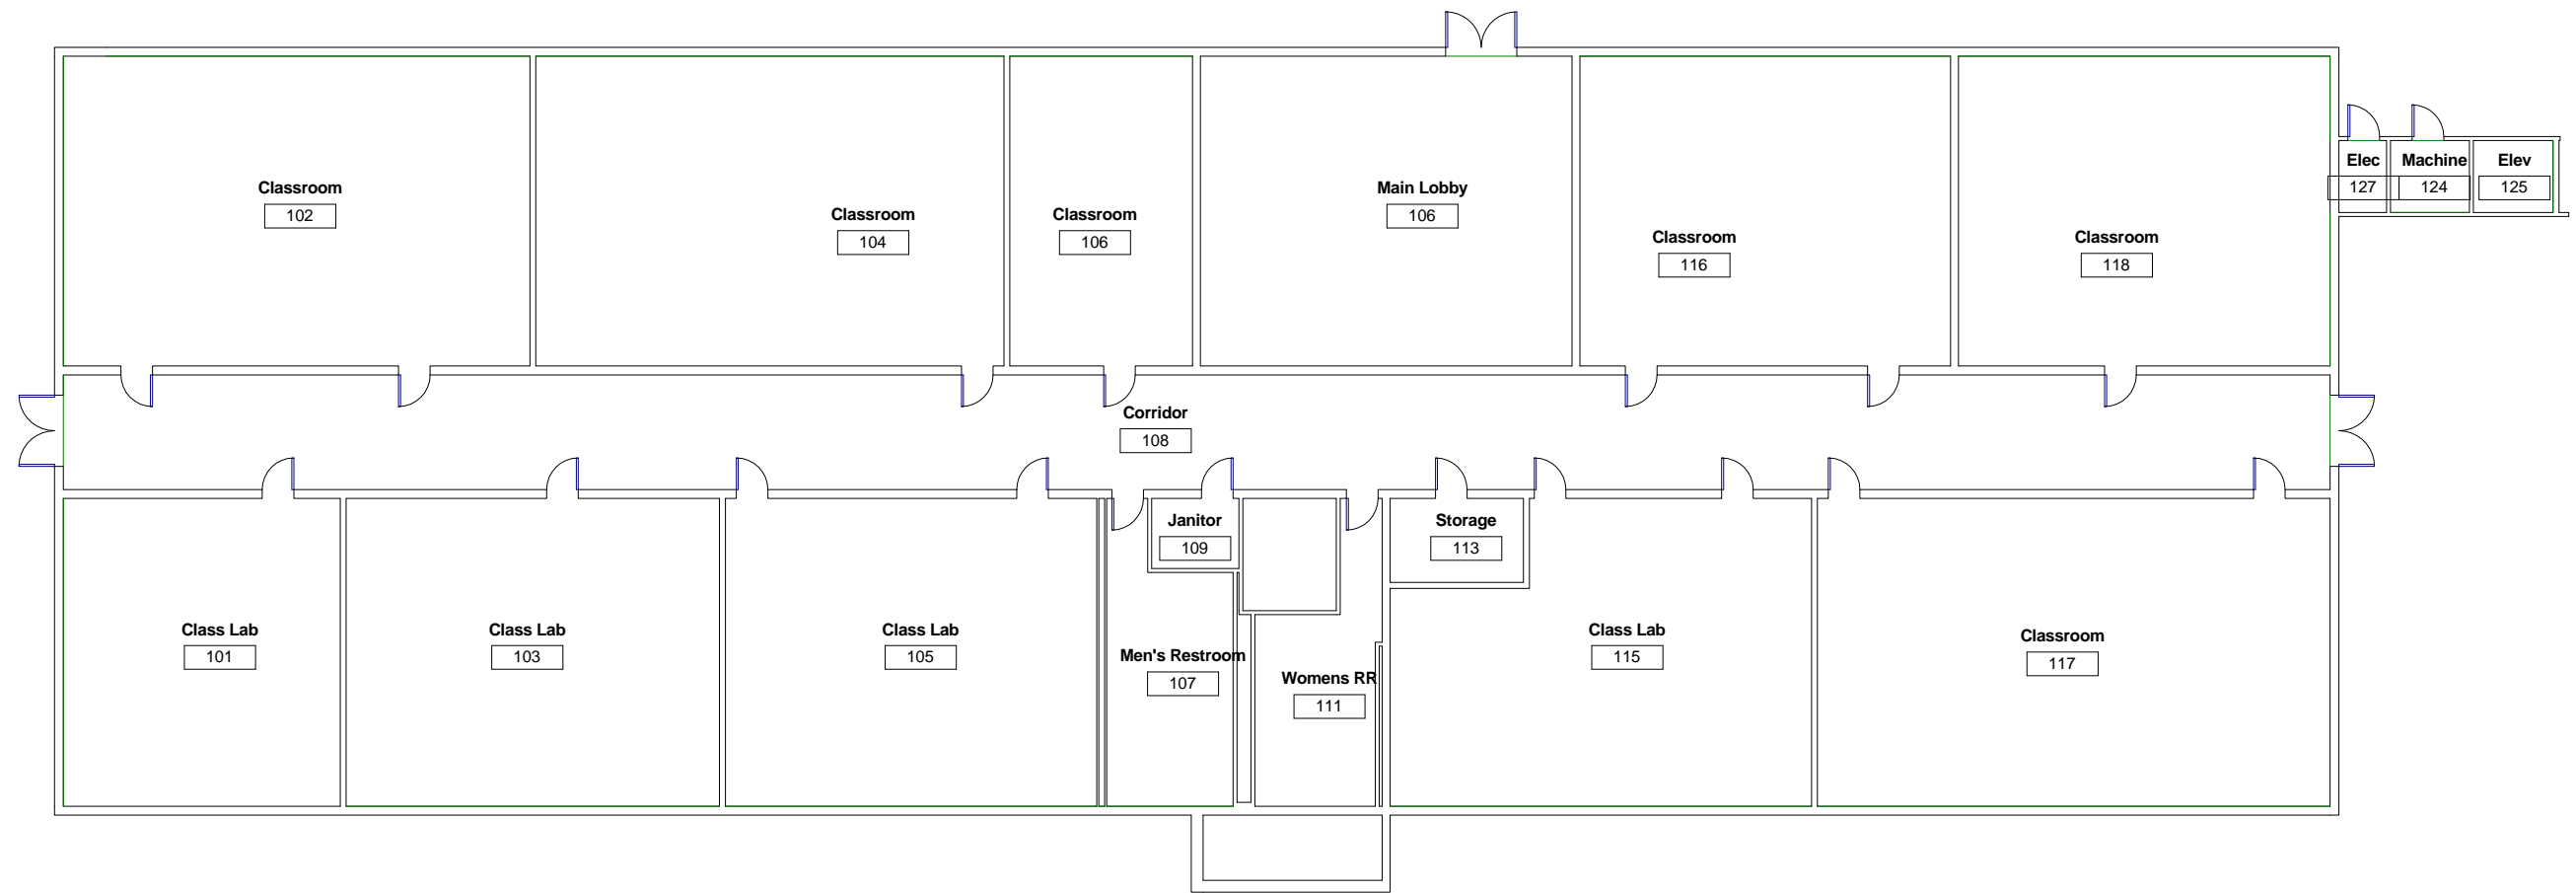 Classroom
102
Classroom
104
Classroom
106
Main Lobby
106
Classroom
116
Classroom
118
Elec
127
Machine
124
Elev
125
Corridor
108
Class Lab
101
Class Lab
103
Class Lab
105
Men's Restroom
107
Janitor
109
Womens RR
111
Storage
113
Class Lab
115
Classroom
117